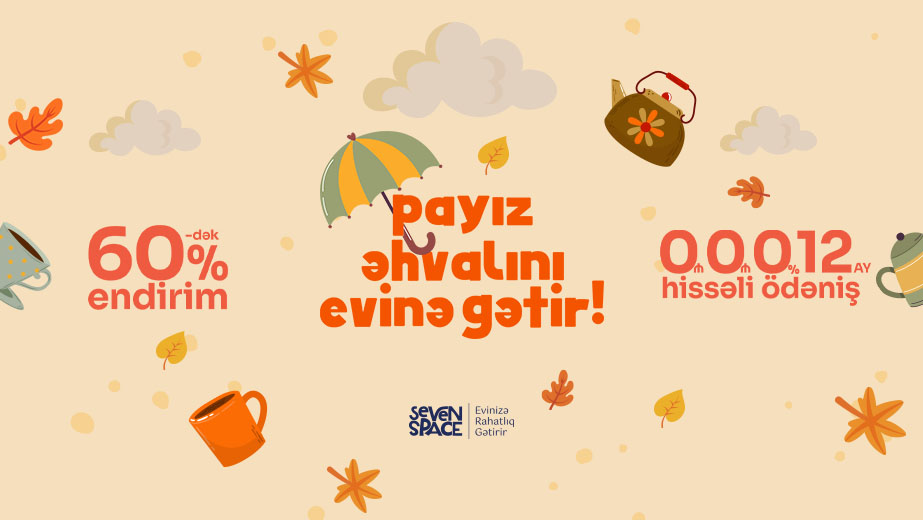 60%-dək
endirim
payız
əhvalını
evinə gətir!
0₼ 0₼ 0% 12 AY
hissəli ödəniş
SEVEN
SPACE
Evinizə
Rahatlıq
Gətirir